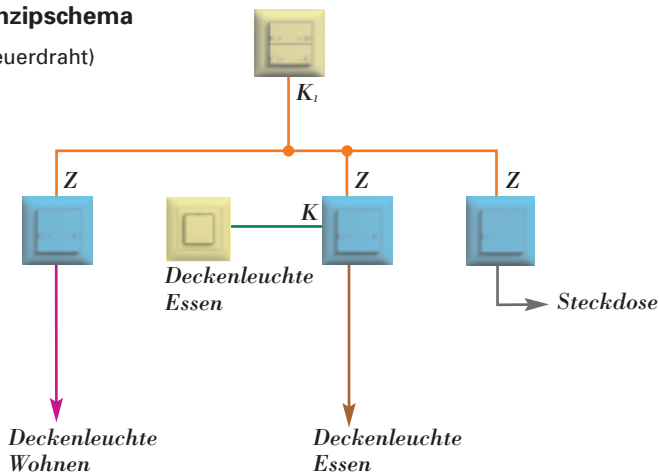 nzipschema
euerdraht)
K₁
Z
Z
Z
K
Deckenleuchte
Essen
Steckdose
Deckenleuchte
Wohnen
Deckenleuchte
Essen